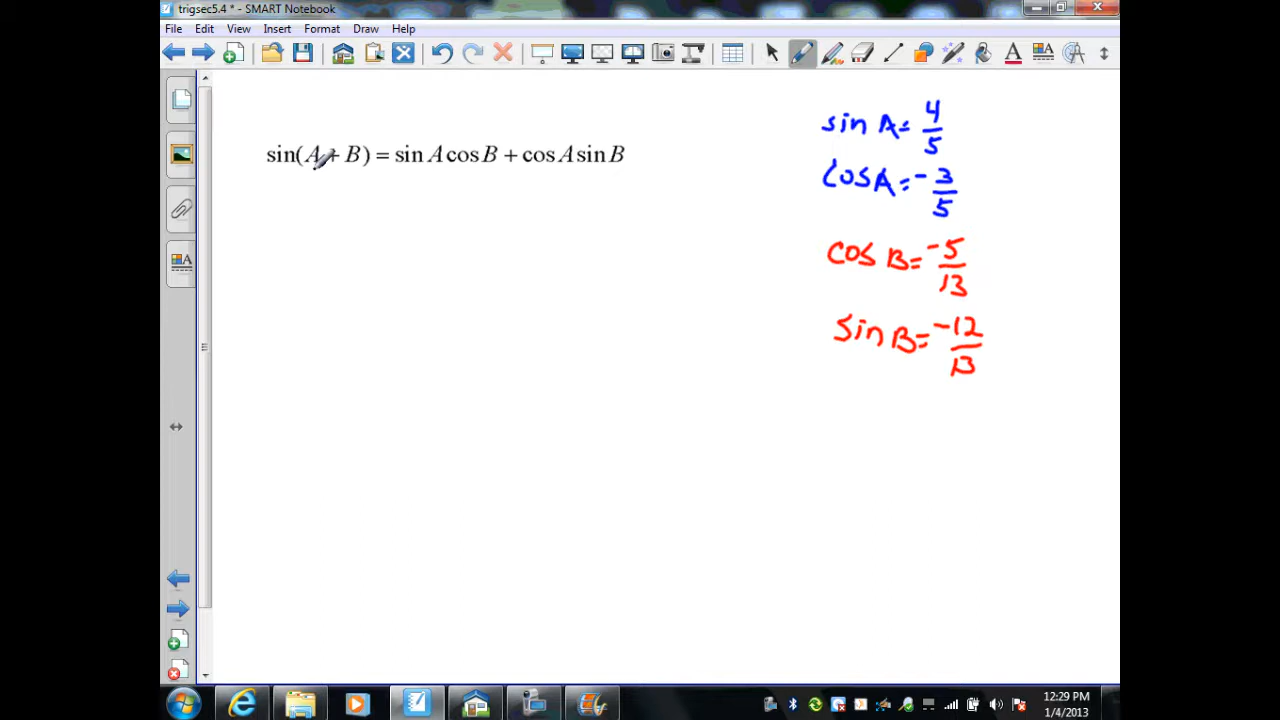 trigsec5.4 * - SMART Notebook
File Edit View Insert Format Draw Help
sin(A + B) = sin A cos B + cos A sin B
sin A = 4/5
cos A = -3/5
cos B = -5/13
sin B = -12/13
12:29 PM
1/4/2013